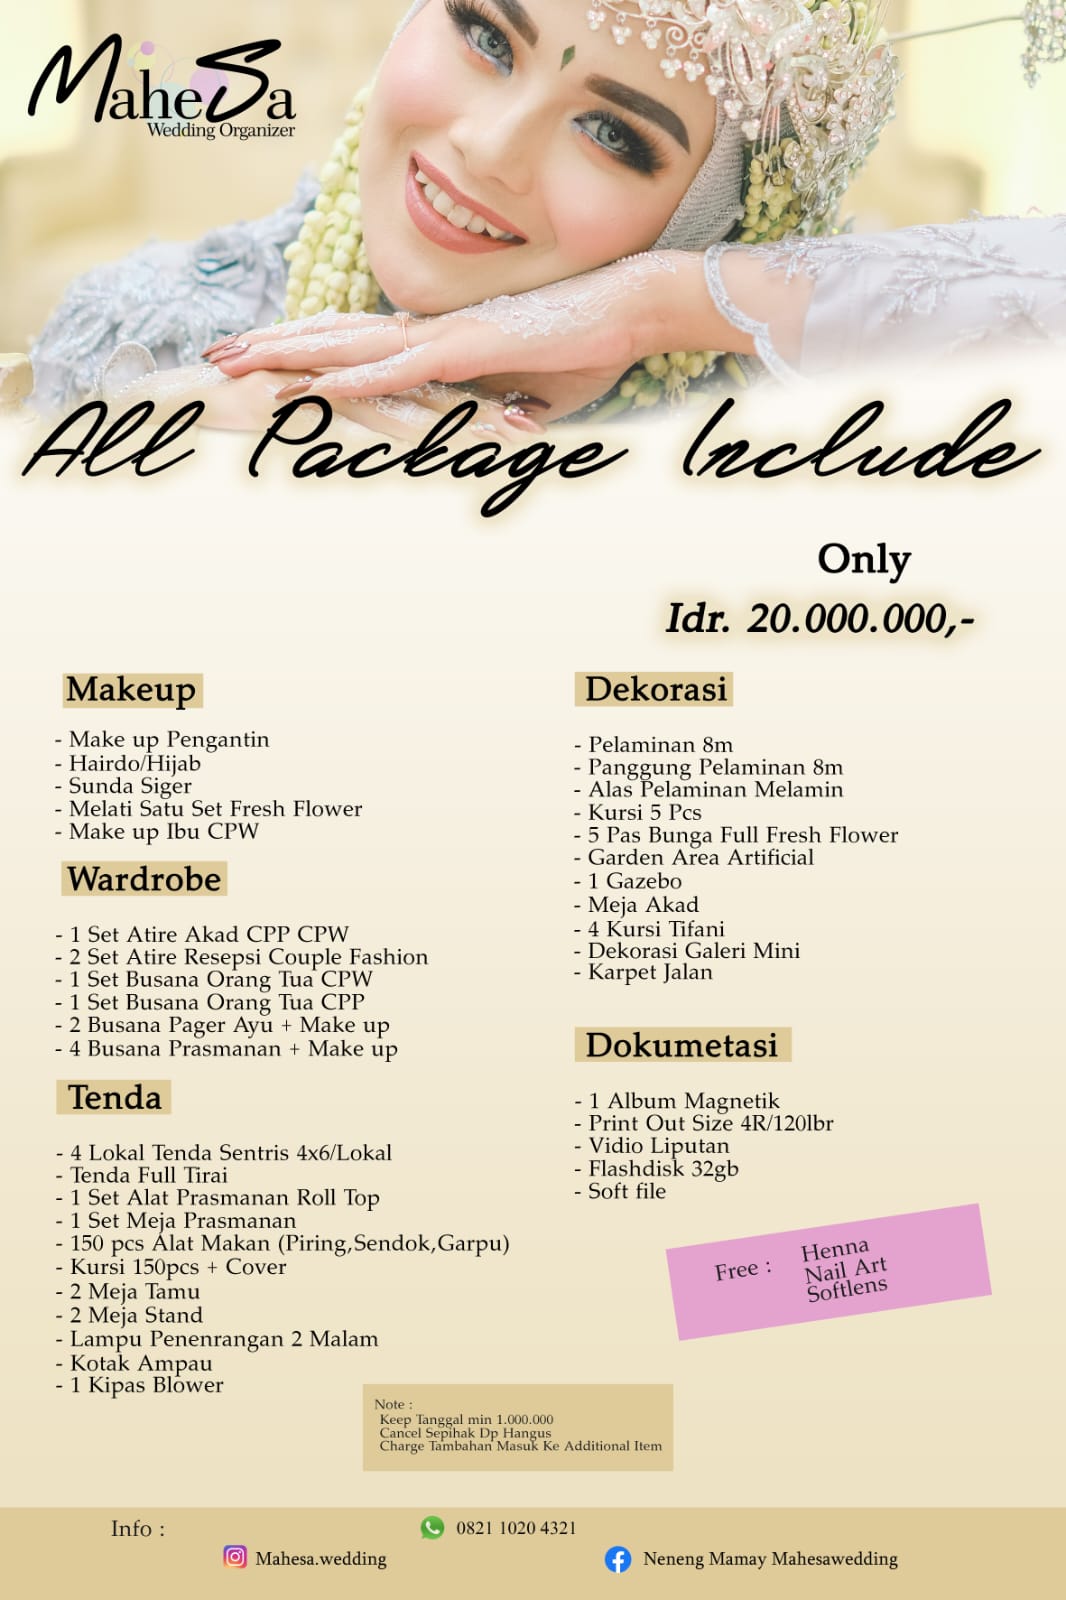 MaheSa
Wedding Organizer
All Package Include
Only
Idr. 20.000.000,-
Makeup
- Make up Pengantin
- Hairdo/Hijab
- Sunda Siger
- Melati Satu Set Fresh Flower
- Make up Ibu CPW
Wardrobe
- 1 Set Atire Akad CPP CPW
- 2 Set Atire Resepsi Couple Fashion
- 1 Set Busana Orang Tua CPW
- 1 Set Busana Orang Tua CPP
- 2 Busana Pager Ayu + Make up
- 4 Busana Prasmanan + Make up
Tenda
- 4 Lokal Tenda Sentris 4x6/Lokal
- Tenda Full Tirai
- 1 Set Alat Prasmanan Roll Top
- 1 Set Meja Prasmanan
- 150 pcs Alat Makan (Piring,Sendok,Garpu)
- Kursi 150pcs + Cover
- 2 Meja Tamu
- 2 Meja Stand
- Lampu Penenrangan 2 Malam
- Kotak Ampau
- 1 Kipas Blower
Dekorasi
- Pelaminan 8m
- Panggung Pelaminan 8m
- Alas Pelaminan Melamin
- Kursi 5 Pcs
- 5 Pas Bunga Full Fresh Flower
- Garden Area Artificial
- 1 Gazebo
- Meja Akad
- 4 Kursi Tifani
- Dekorasi Galeri Mini
- Karpet Jalan
Dokumetasi
- 1 Album Magnetik
- Print Out Size 4R/120lbr
- Vidio Liputan
- Flashdisk 32gb
- Soft file
Free : Henna
Nail Art
Softlens
Note :
Keep Tanggal min 1.000.000
Cancel Sepihak Dp Hangus
Charge Tambahan Masuk Ke Additional Item
Info :
0821 1020 4321
Mahesa.wedding
Neneng Mamay Mahesawedding